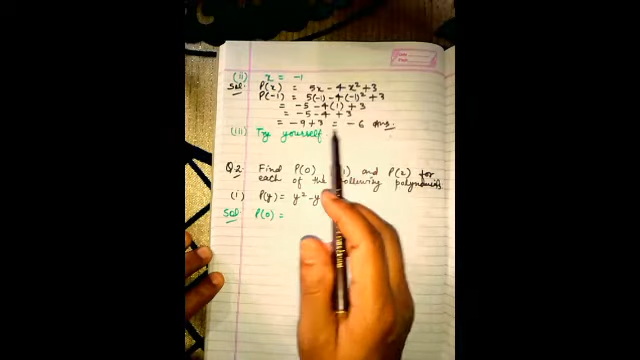 (ii) x = -1
Sol: P(x) = 5x - 4x² + 3
P(-1) = 5(-1) - 4(-1)² + 3
= -5 - 4(1) + 3
= -5 - 4 + 3
= -9 + 3 = -6 Ans.
(iii) Try yourself.
Q.2 Find P(0) (1) and P(2) for
each of the following polynomials
(i) P(y) = y² - y
Sol: P(0) =